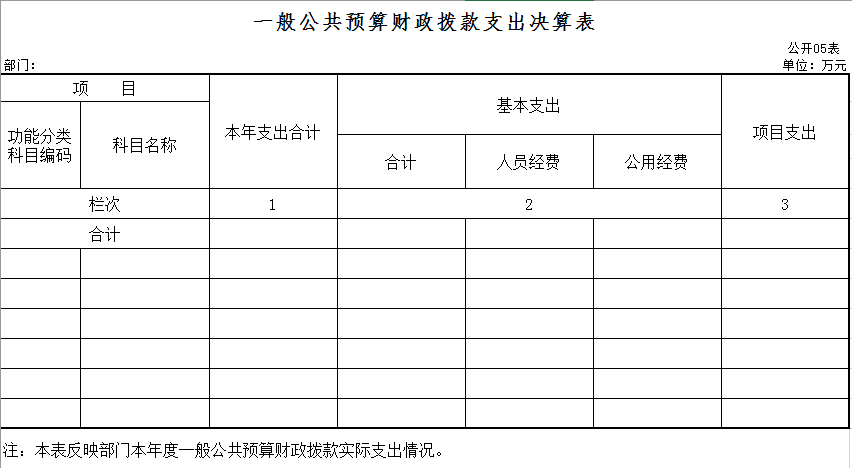 一般公共预算财政拨款支出决算表
公开05表
部门：
单位：万元
项 目
本年支出合计
基本支出
项目支出
功能分类
科目编码
科目名称
合计
人员经费
公用经费
栏次
1
2
3
合计
注：本表反映部门本年度一般公共预算财政拨款实际支出情况。